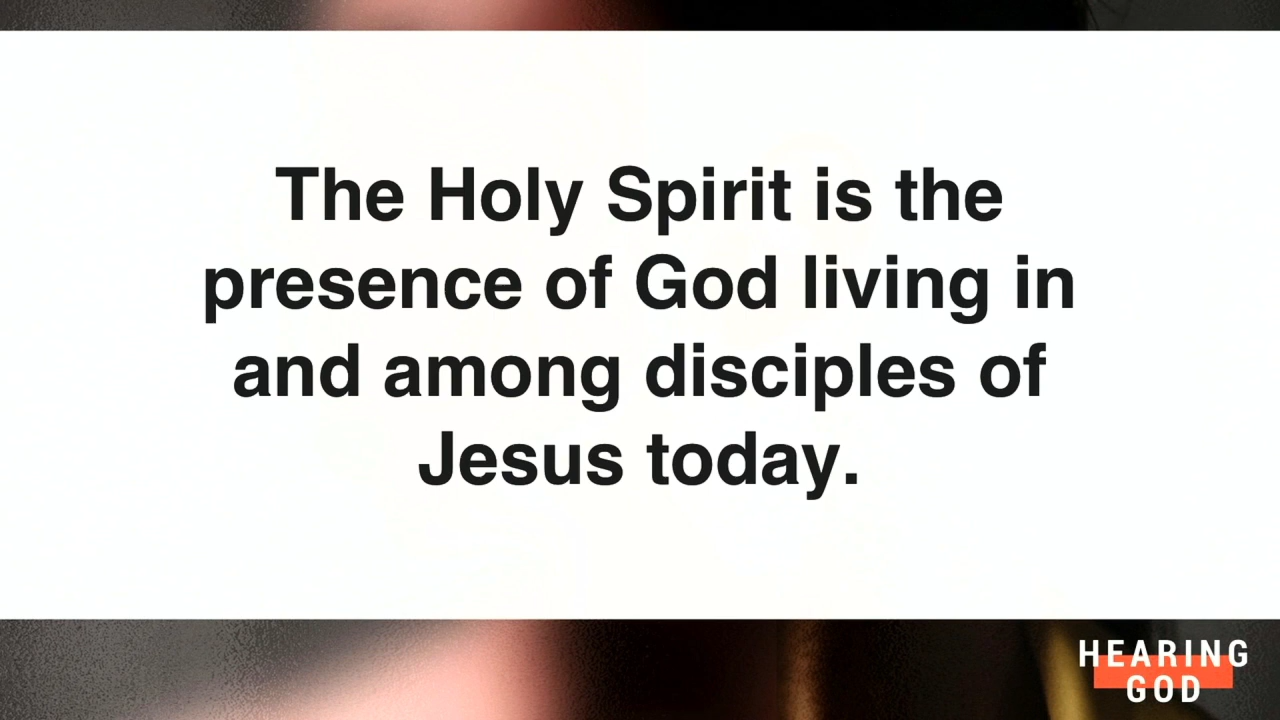 The Holy Spirit is the
presence of God living in
and among disciples of
Jesus today.
HEARING
GOD